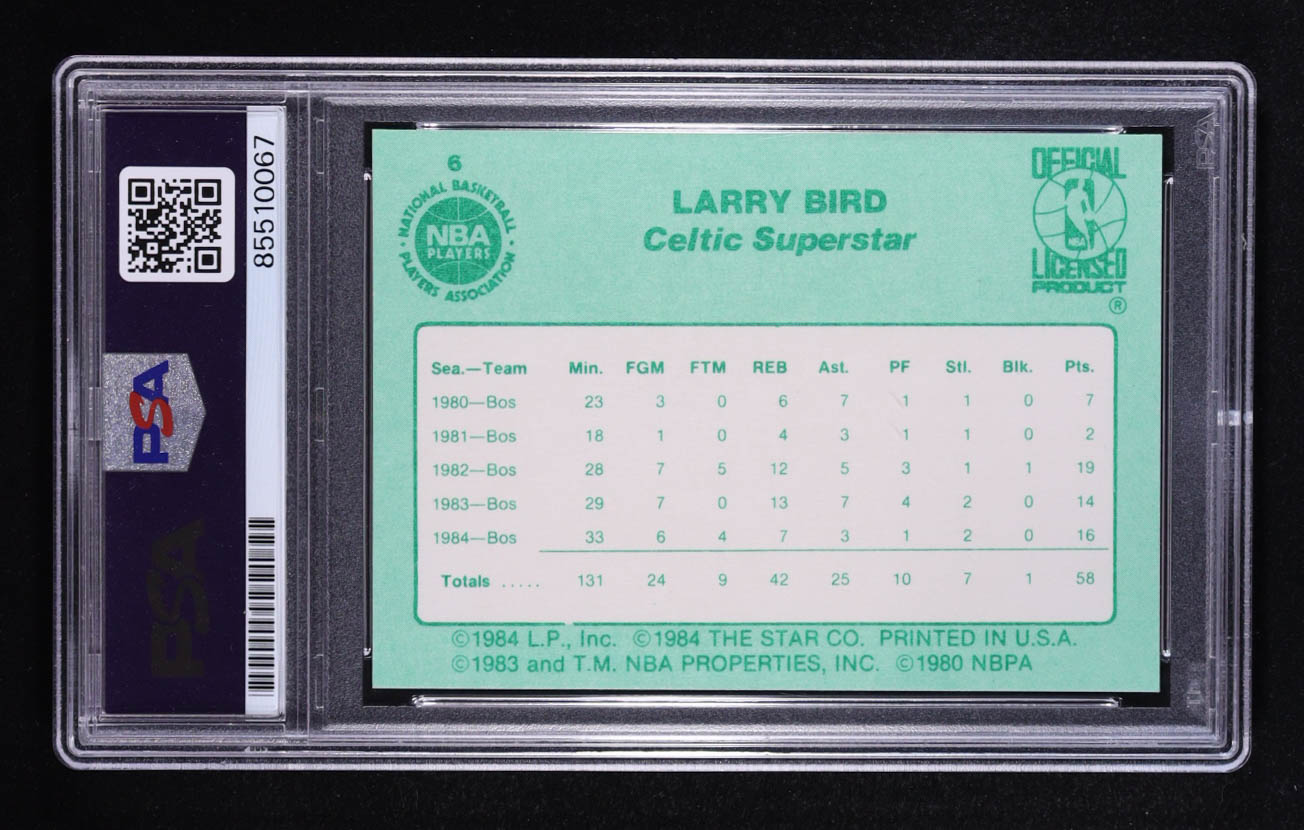 85510067
PSA
PSA
6
NATIONAL BASKETBALL
NBA
PLAYERS
PLAYERS ASSOCIATION
LARRY BIRD
Celtic Superstar
OFFICIAL
LICENSED
PRODUCT
®
Sea.—Team Min. FGM FTM REB Ast. PF Stl. Blk. Pts.
1980—Bos 23 3 0 6 7 1 1 0 7
1981—Bos 18 1 0 4 3 1 1 0 2
1982—Bos 28 7 5 12 5 3 1 1 19
1983—Bos 29 7 0 13 7 4 2 0 14
1984—Bos 33 6 4 7 3 1 2 0 16
Totals ..... 131 24 9 42 25 10 7 1 58
©1984 L.P., Inc. ©1984 THE STAR CO. PRINTED IN U.S.A.
©1983 and T.M. NBA PROPERTIES, INC. ©1980 NBPA
PSA